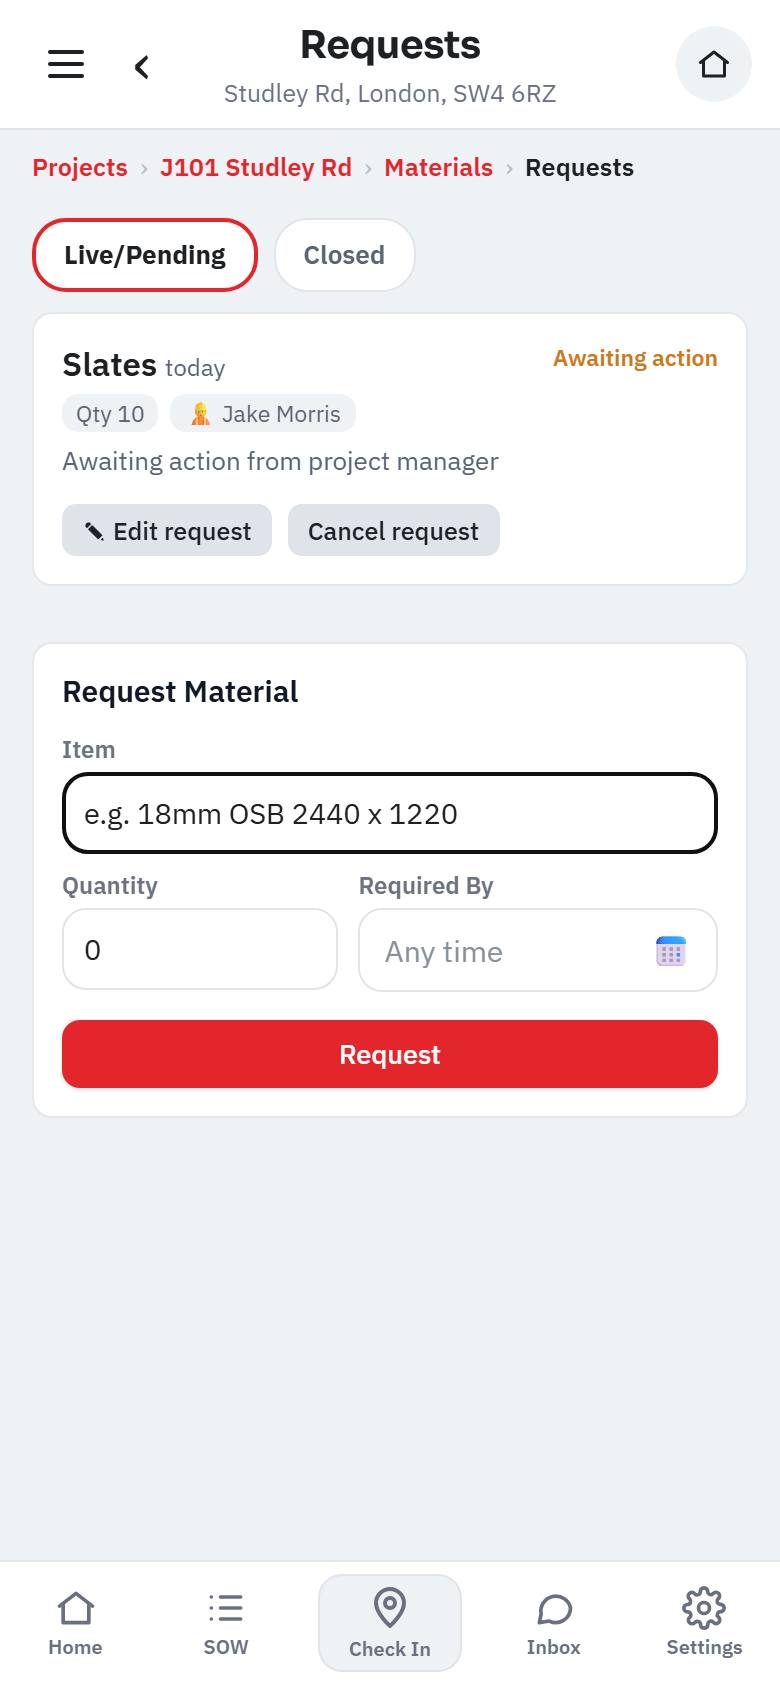 Requests
Studley Rd, London, SW4 6RZ
Projects › J101 Studley Rd › Materials › Requests
Live/Pending Closed
Slates today Awaiting action
Qty 10 Jake Morris
Awaiting action from project manager
Edit request Cancel request
Request Material
Item
e.g. 18mm OSB 2440 x 1220
Quantity Required By
0 Any time
Request
Home SOW Check In Inbox Settings